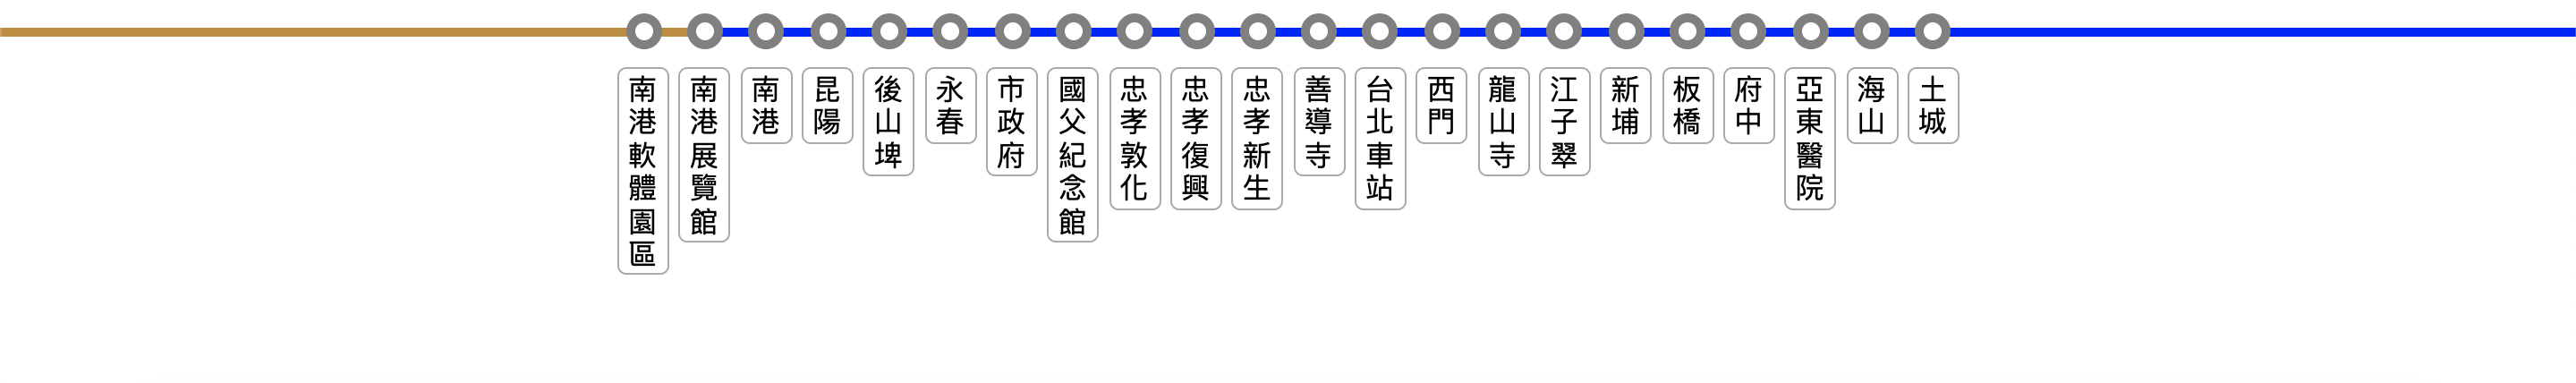 南港軟體園區
南港展覽館
南港
昆陽
後山埤
永春
市政府
國父紀念館
忠孝敦化
忠孝復興
忠孝新生
善導寺
台北車站
西門
龍山寺
江子翠
新埔
板橋
府中
亞東醫院
海山
土城